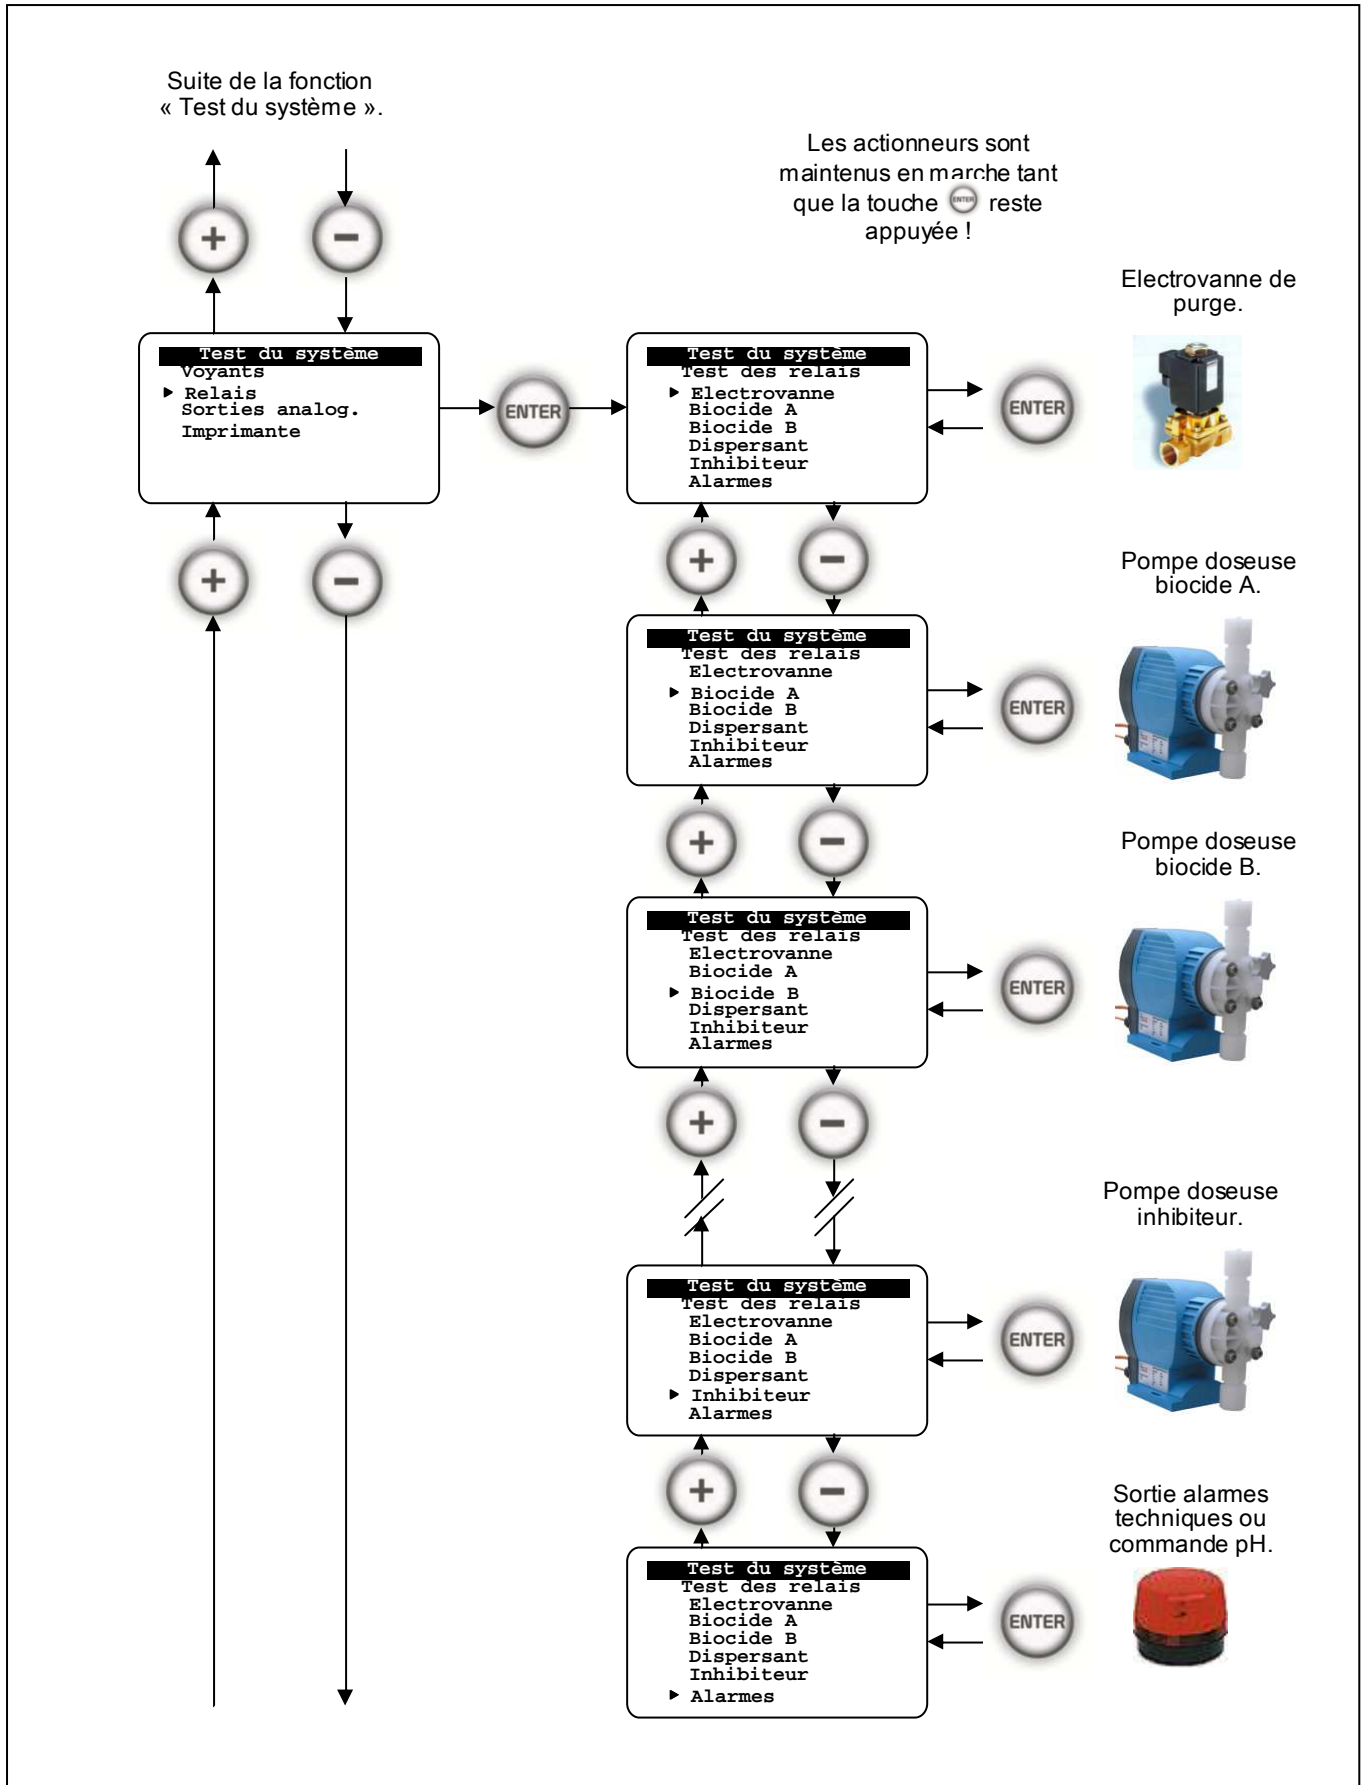 Suite de la fonction
« Test du système ».
Les actionneurs sont
maintenus en marche tant
que la touche ENTER reste
appuyée !
+
-
Electrovanne de
purge.
Test du système
Voyants
▶ Relais
Sorties analog.
Imprimante
ENTER
Test du système
Test des relais
▶ Electrovanne
Biocide A
Biocide B
Dispersant
Inhibiteur
Alarmes
ENTER
+
-
+
-
Pompe doseuse
biocide A.
Test du système
Test des relais
Electrovanne
▶ Biocide A
Biocide B
Dispersant
Inhibiteur
Alarmes
ENTER
+
-
Pompe doseuse
biocide B.
Test du système
Test des relais
Electrovanne
Biocide A
▶ Biocide B
Dispersant
Inhibiteur
Alarmes
ENTER
+
-
Pompe doseuse
inhibiteur.
Test du système
Test des relais
Electrovanne
Biocide A
Biocide B
Dispersant
▶ Inhibiteur
Alarmes
ENTER
+
-
Sortie alarmes
techniques ou
commande pH.
Test du système
Test des relais
Electrovanne
Biocide A
Biocide B
Dispersant
Inhibiteur
▶ Alarmes
ENTER